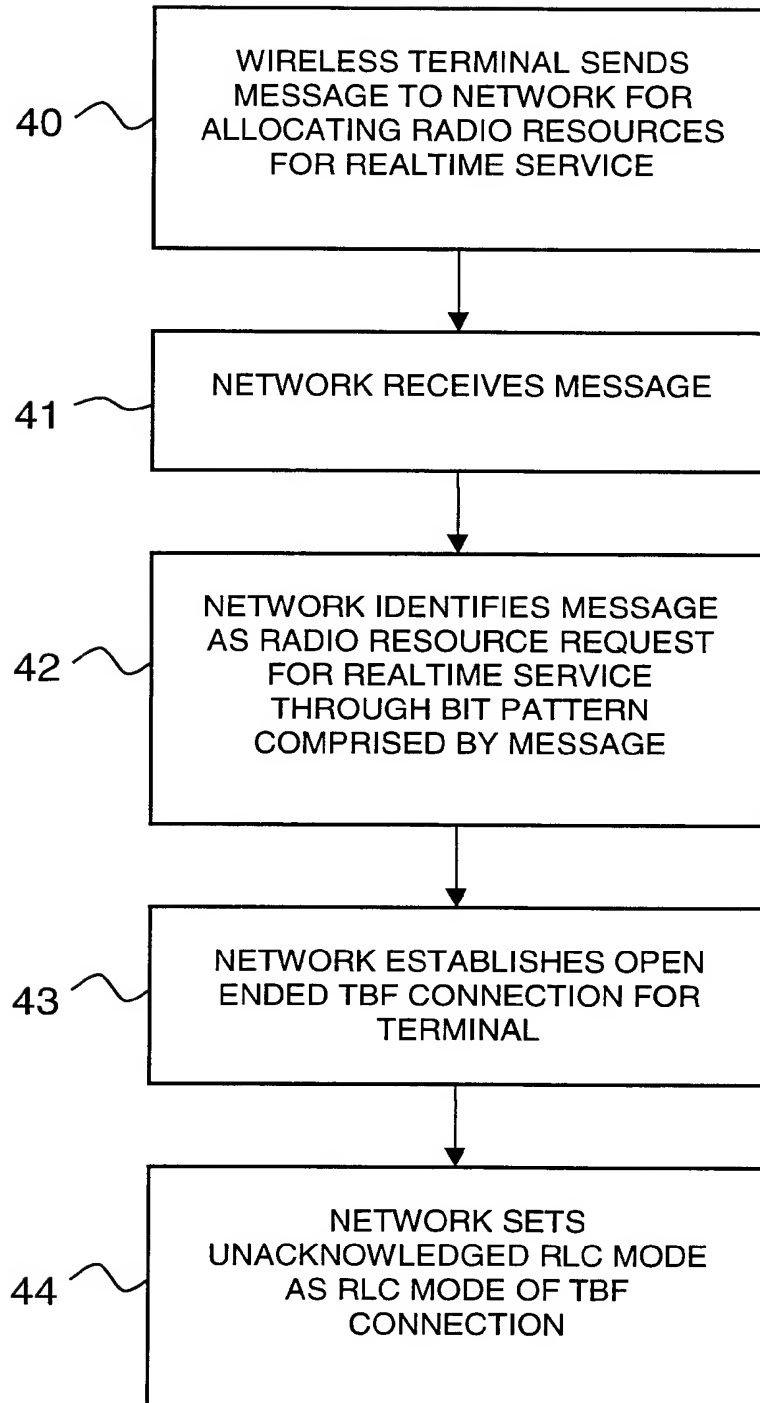 40
WIRELESS TERMINAL SENDS
MESSAGE TO NETWORK FOR
ALLOCATING RADIO RESOURCES
FOR REALTIME SERVICE
41
NETWORK RECEIVES MESSAGE
42
NETWORK IDENTIFIES MESSAGE
AS RADIO RESOURCE REQUEST
FOR REALTIME SERVICE
THROUGH BIT PATTERN
COMPRISED BY MESSAGE
43
NETWORK ESTABLISHES OPEN
ENDED TBF CONNECTION FOR
TERMINAL
44
NETWORK SETS
UNACKNOWLEDGED RLC MODE
AS RLC MODE OF TBF
CONNECTION